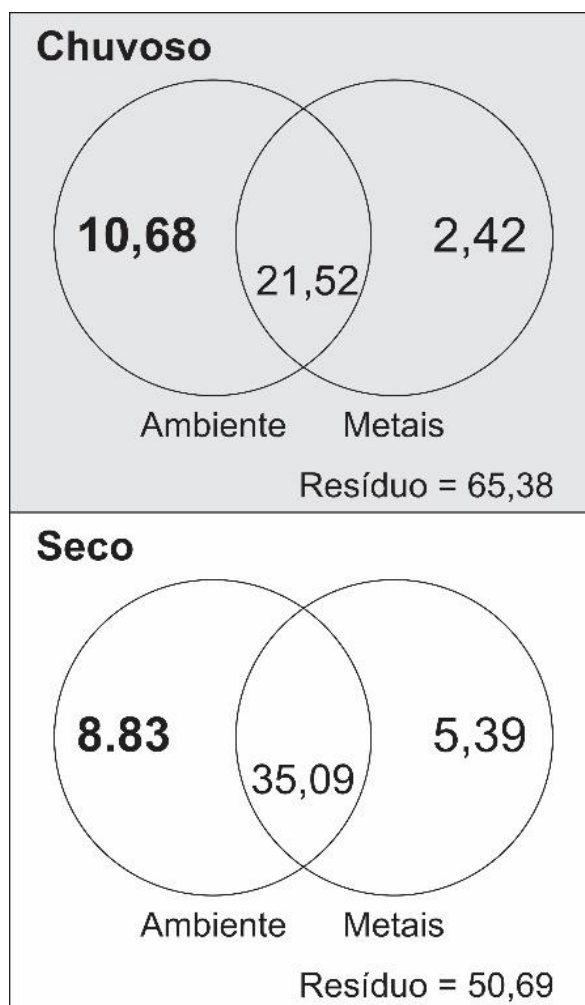 Chuvoso
10,68
2,42
21,52
Ambiente Metais
Resíduo = 65,38
Seco
8.83
5,39
35,09
Ambiente Metais
Resíduo = 50,69